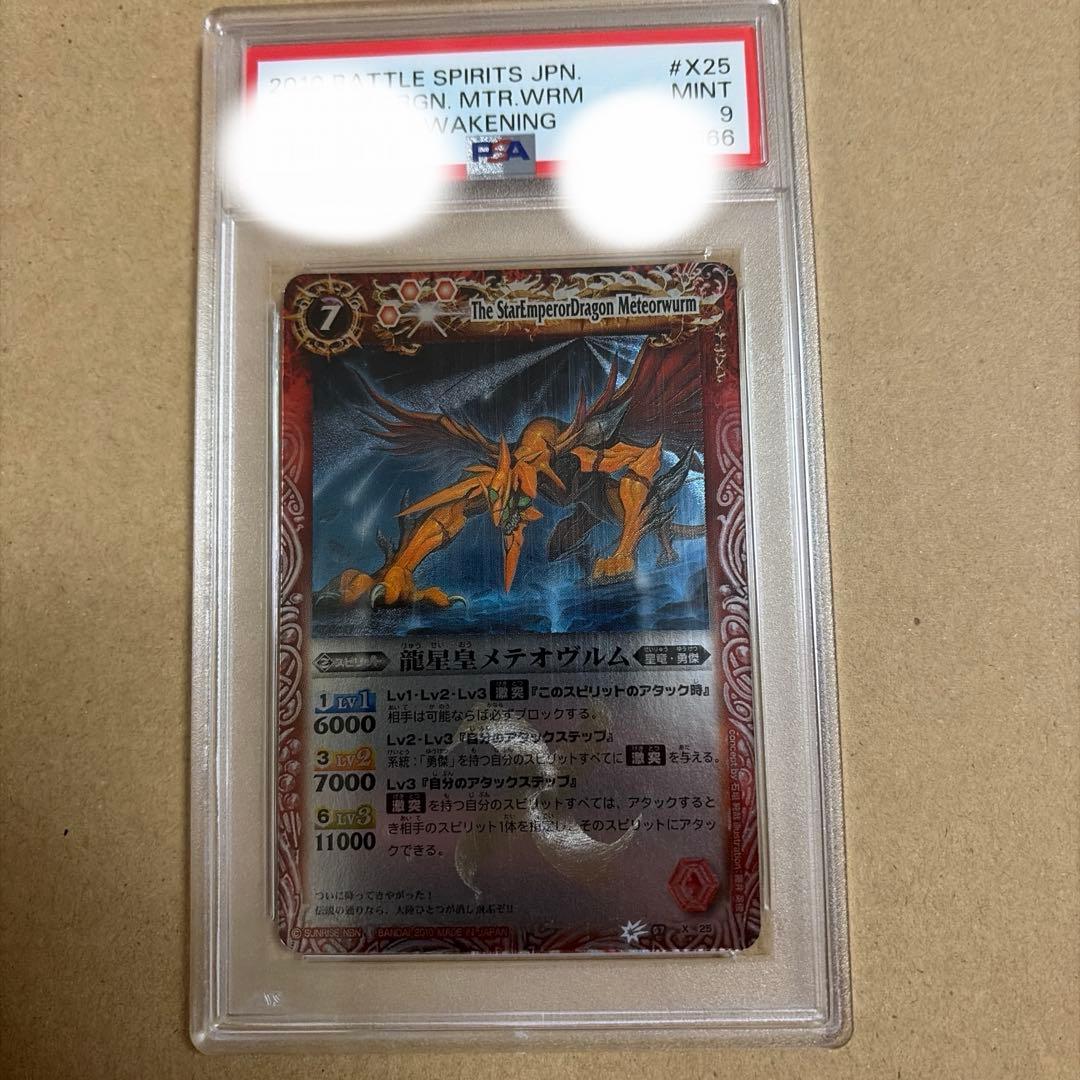 BATTLE SPIRITS JPN. #X25
MTR.WRM MINT
9
PSA 66
7
The StarEmperorDragon Meteorwurm
スピリット 龍星皇メテオヴルム 星竜・勇傑
1 LV1
6000
3 LV2
7000
6 LV3
11000
Lv1・Lv2・Lv3 激突 『このスピリットのアタック時』
相手は可能ならば必ずブロックする。
Lv2・Lv3 『自分のアタックステップ』
系統：「勇傑」を持つ自分のスピリットすべてに 激突 を与える。
Lv3 『自分のアタックステップ』
激突 を持つ自分のスピリットすべては、アタックすると
き相手のスピリット1体を指定し、そのスピリットにアタッ
クできる。
ついに降ってきやがった！
伝説の通りなら、大陸ひとつが消し飛ぶぞ!!
© SUNRISE NBN BANDAI 2010 MADE IN JAPAN
07 X-25
concept by
illustration: